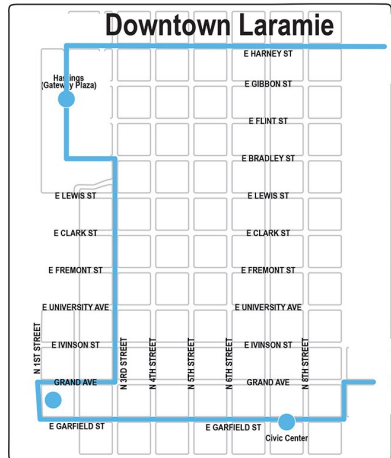 Downtown Laramie
E HARNEY ST
Hastings
(Gateway Plaza)
E GIBBON ST
E FLINT ST
E BRADLEY ST
E LEWIS ST
E LEWIS ST
E CLARK ST
E CLARK ST
E FREMONT ST
E FREMONT ST
E UNIVERSITY AVE
E UNIVERSITY AVE
N 1ST STREET
E IVINSON ST
N 3RD STREET
N 4TH STREET
N 5TH STREET
N 6TH STREET
E IVINSON ST
N 8TH STREET
GRAND AVE
GRAND AVE
E GARFIELD ST
E GARFIELD ST
Civic Center